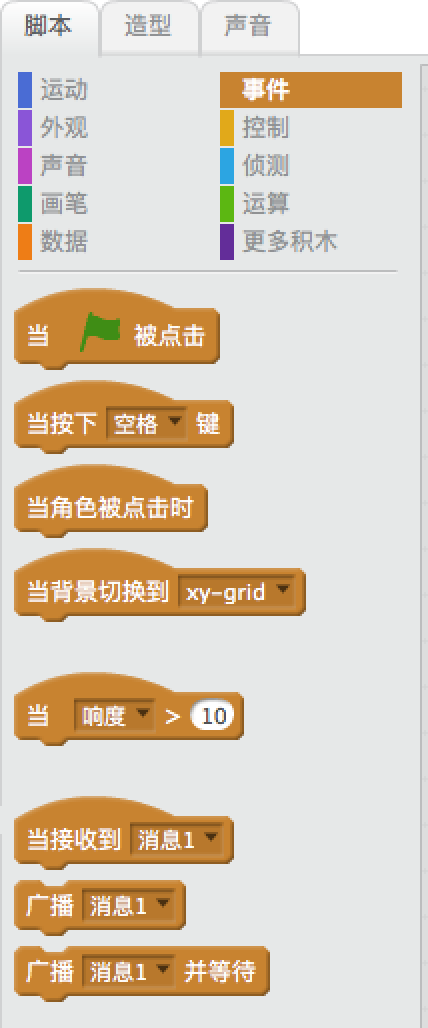 脚本 造型 声音
运动 事件
外观 控制
声音 侦测
画笔 运算
数据 更多积木
当 被点击
当按下 空格 键
当角色被点击时
当背景切换到 xy-grid
当 响度 > 10
当接收到 消息1
广播 消息1
广播 消息1 并等待